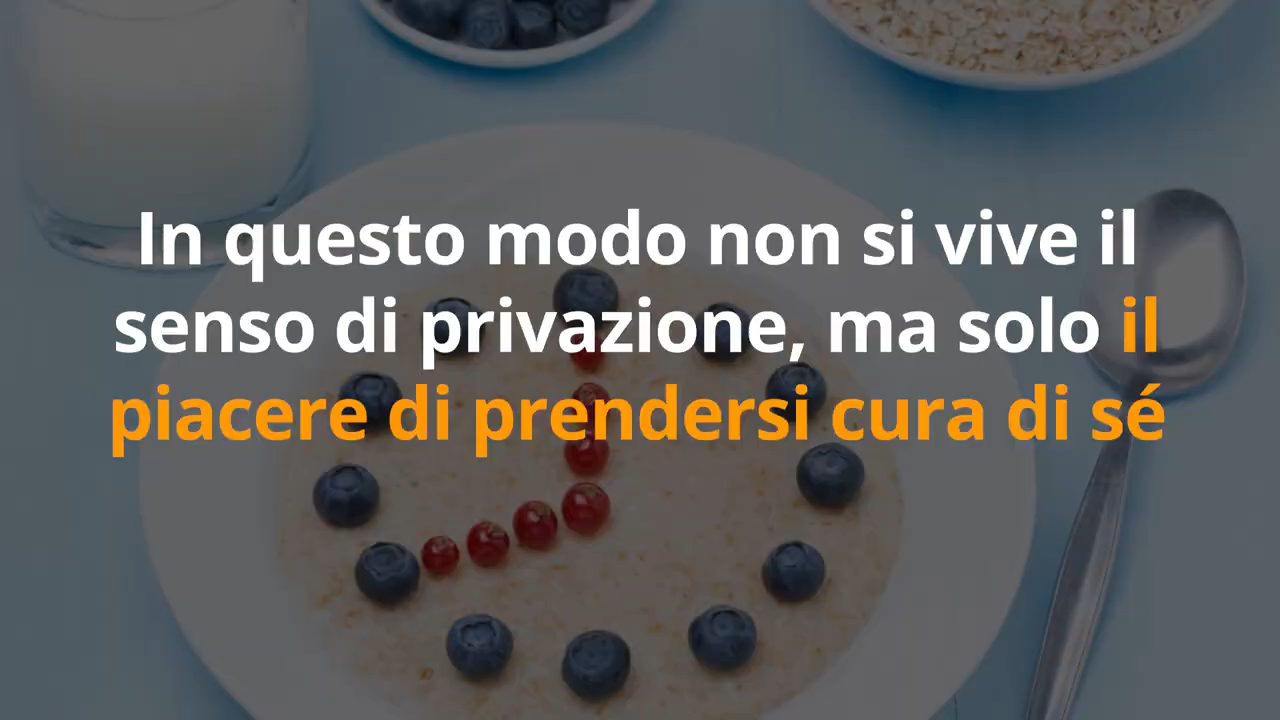 In questo modo non si vive il
senso di privazione, ma solo il
piacere di prendersi cura di sé